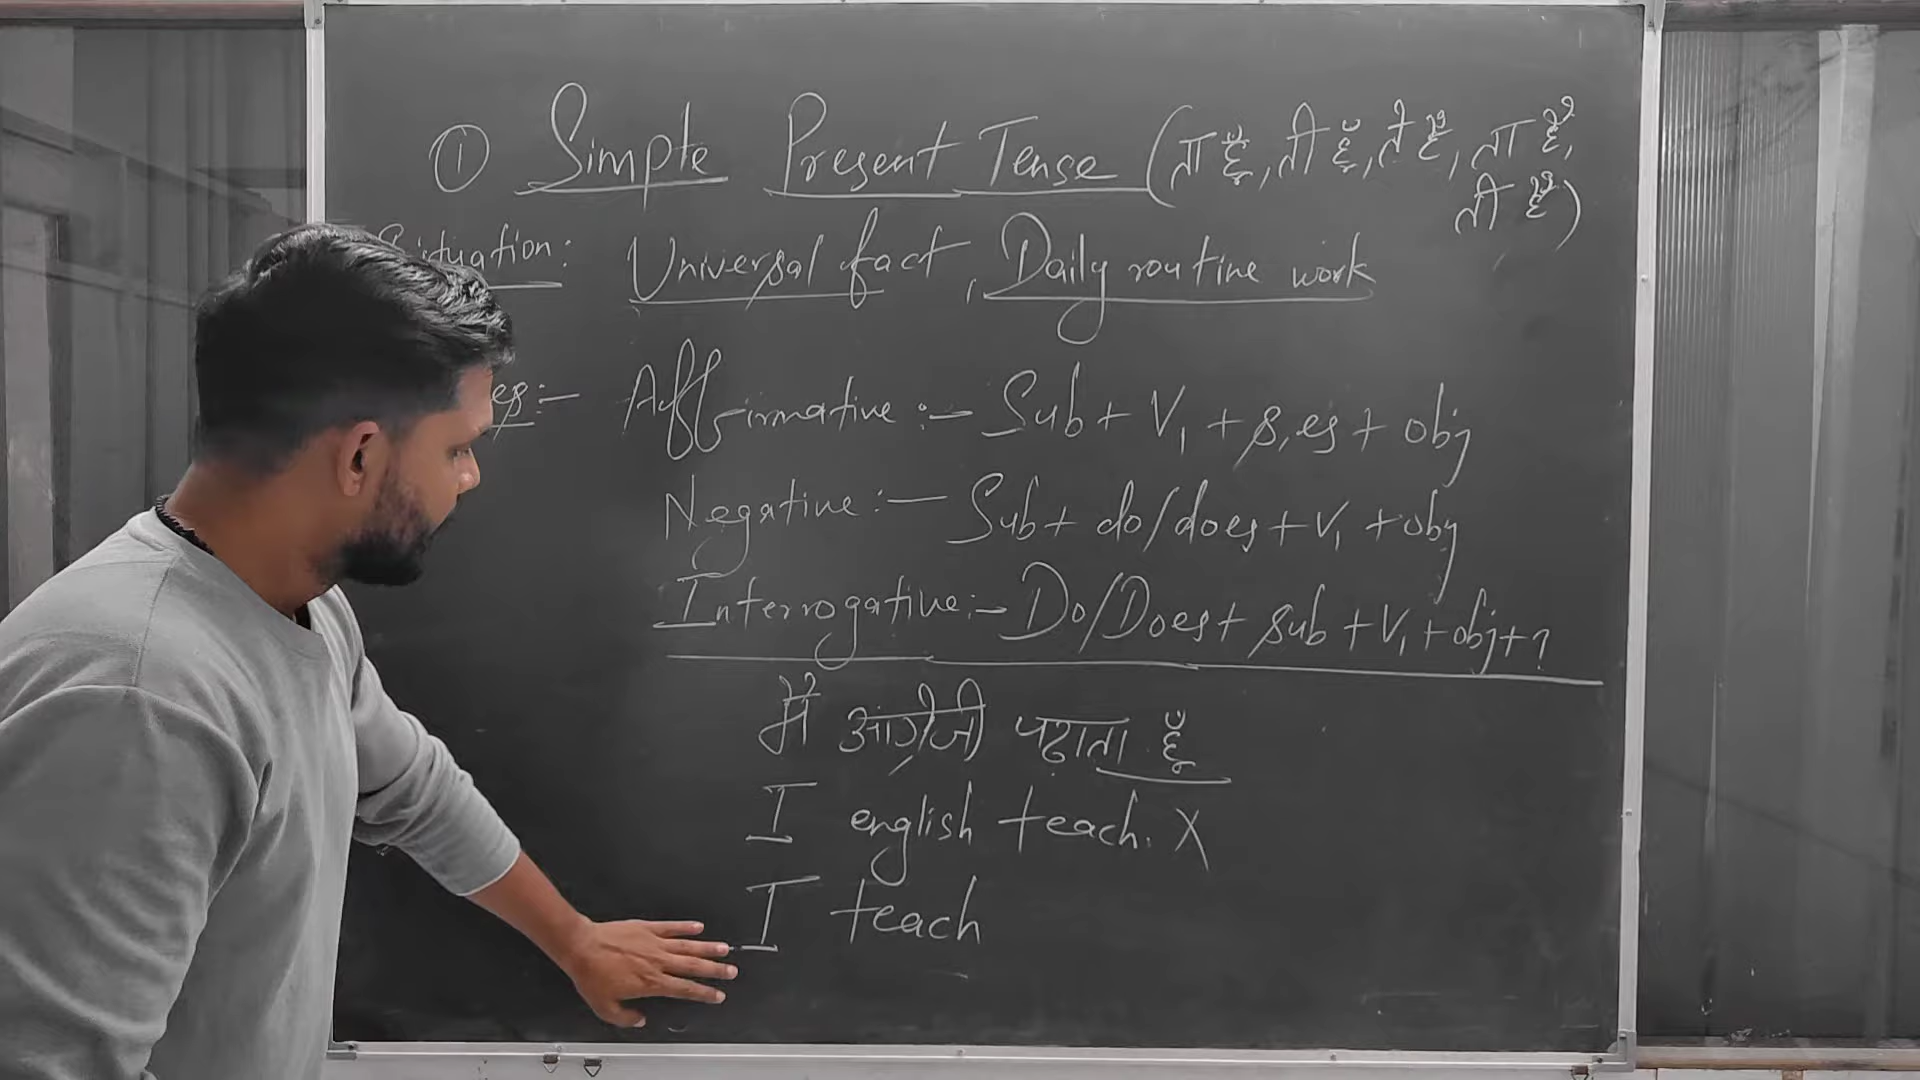 ① Simple Present Tense (ता हूँ, ती हूँ, ते हैं, ता है,
ती है)
Situation: Universal fact, Daily routine work
Affirmative :- Sub + V1 + s, es + obj
Negative :- Sub + do/does + V1 + obj
Interrogative :- Do/Does + sub + V1 + obj + ?
मैं अंग्रेजी पढ़ाता हूँ
I english teach. X
I teach